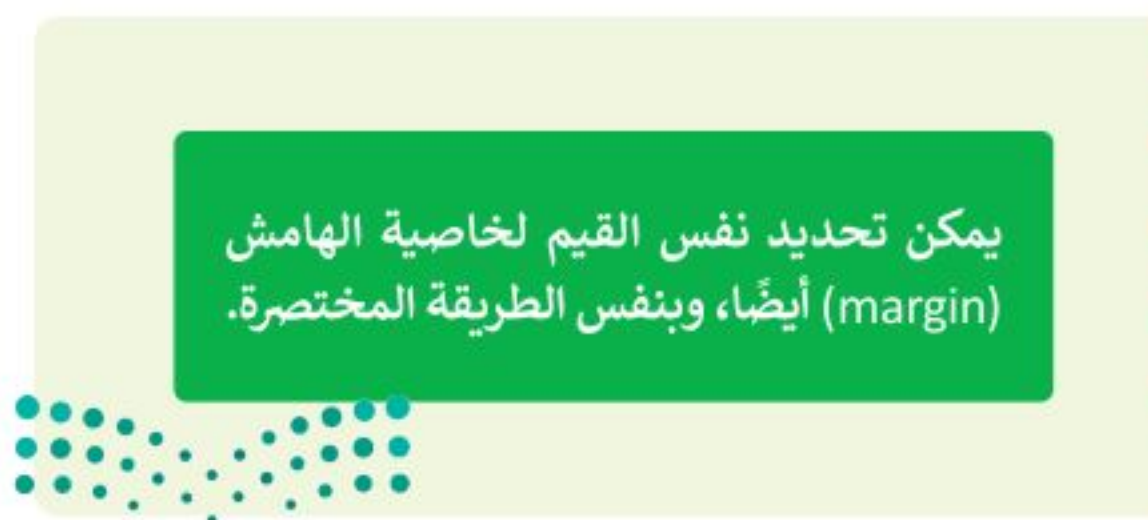 يمكن تحديد نفس القيم لخاصية الهامش
(margin) أيضًا، وبنفس الطريقة المختصرة.